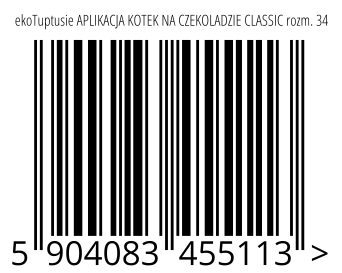 ekoTuptusie APLIKACJA KOTEK NA CZEKOLADZIE CLASSIC rozm. 34
5 904083 455113 >